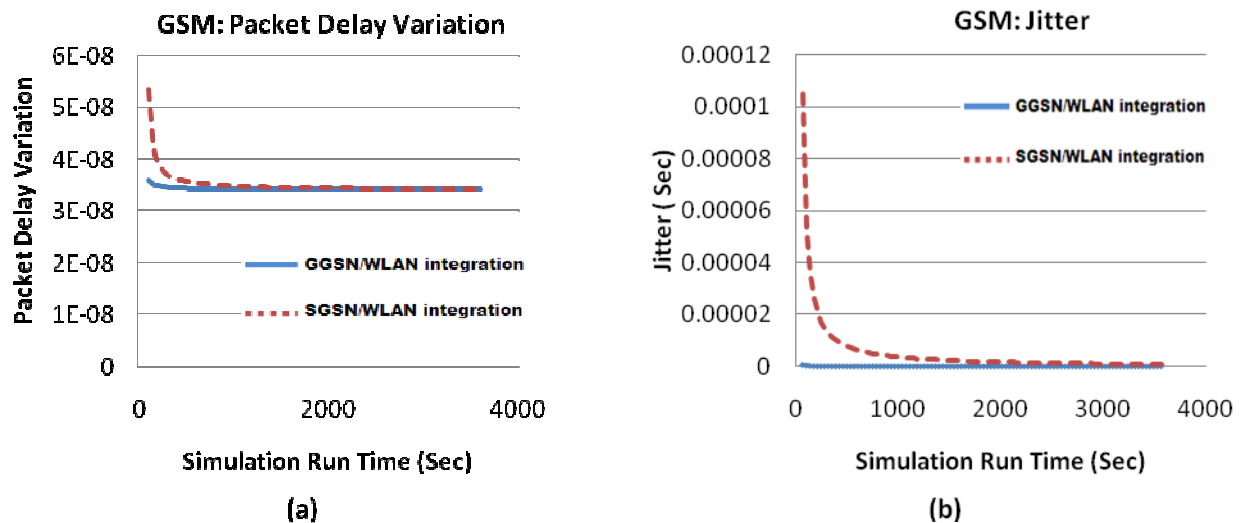 GSM: Packet Delay Variation
Packet Delay Variation
6E-08
5E-08
4E-08
3E-08
2E-08
1E-08
0
GGSN/WLAN integration
SGSN/WLAN integration
0 2000 4000
Simulation Run Time (Sec)
(a)
GSM: Jitter
Jitter ( Sec)
0.00012
0.0001
0.00008
0.00006
0.00004
0.00002
0
GGSN/WLAN integration
SGSN/WLAN integration
0 1000 2000 3000 4000
Simulation Run Time (Sec)
(b)